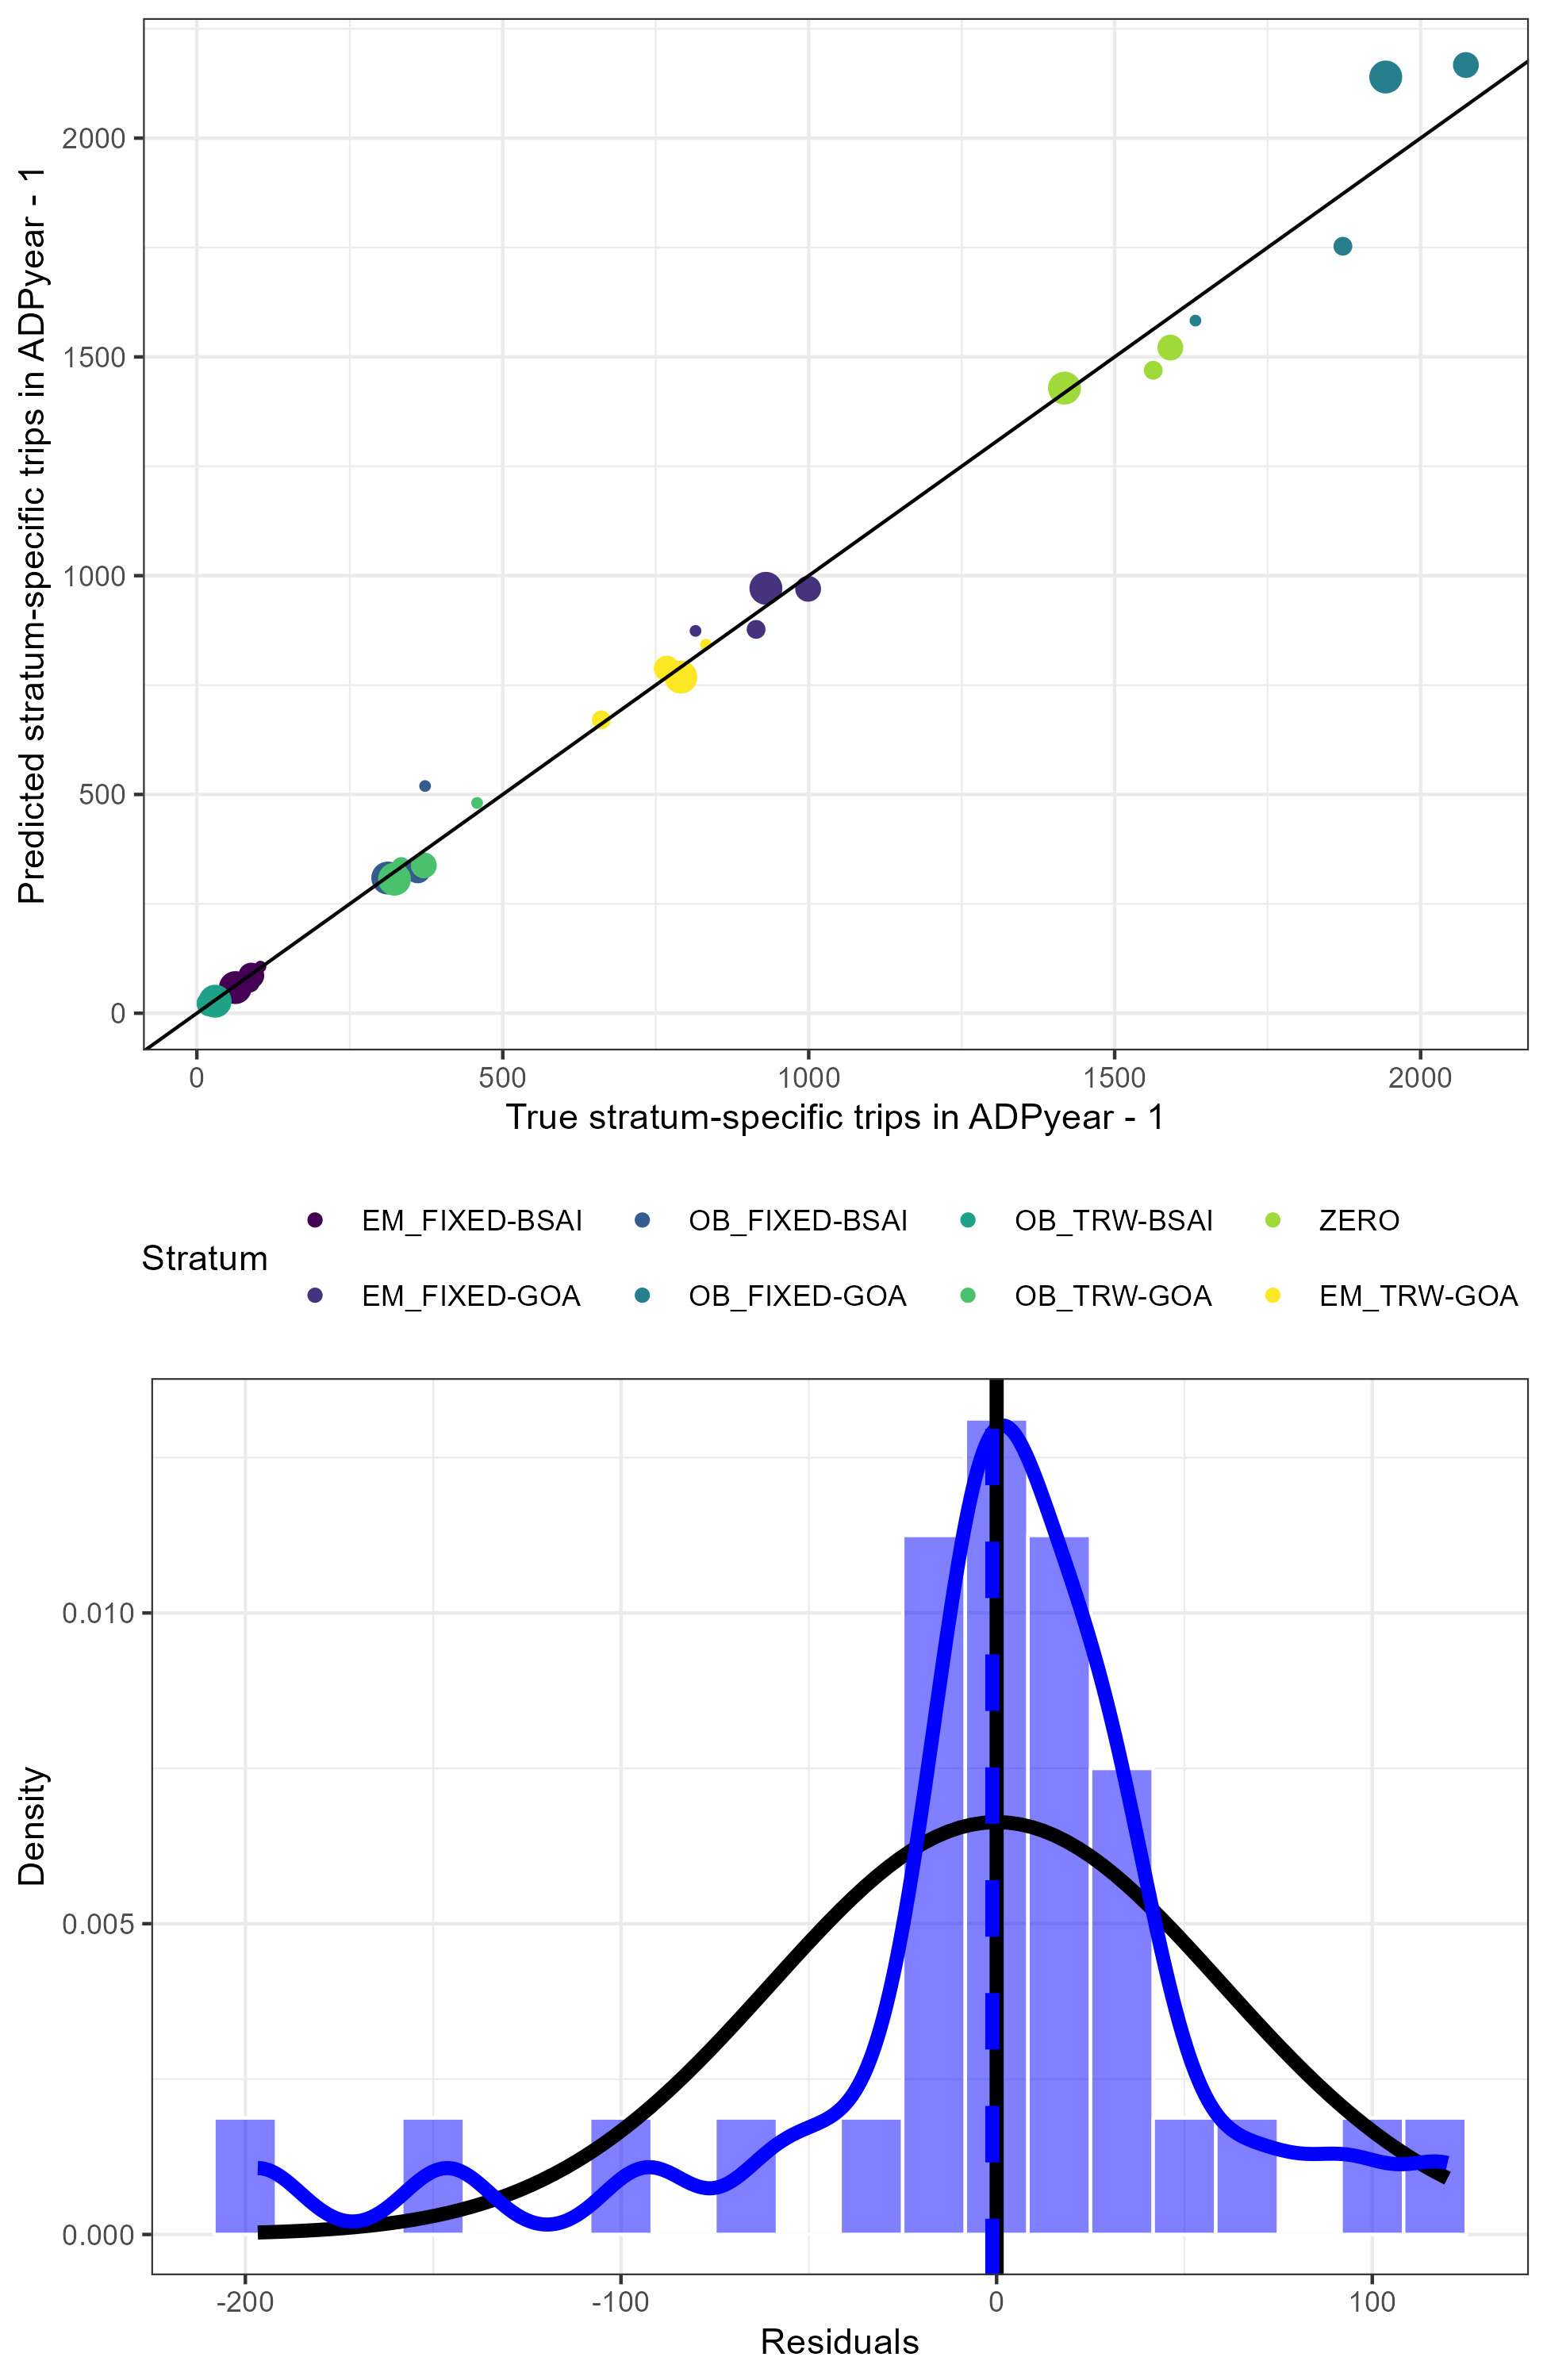 Predicted stratum-specific trips in ADPyear - 1
2000
1500
1000
500
0
0 500 1000 1500 2000
True stratum-specific trips in ADPyear - 1
Stratum
EM_FIXED-BSAI OB_FIXED-BSAI OB_TRW-BSAI ZERO
EM_FIXED-GOA OB_FIXED-GOA OB_TRW-GOA EM_TRW-GOA
Density
0.010
0.005
0.000
-200 -100 0 100
Residuals